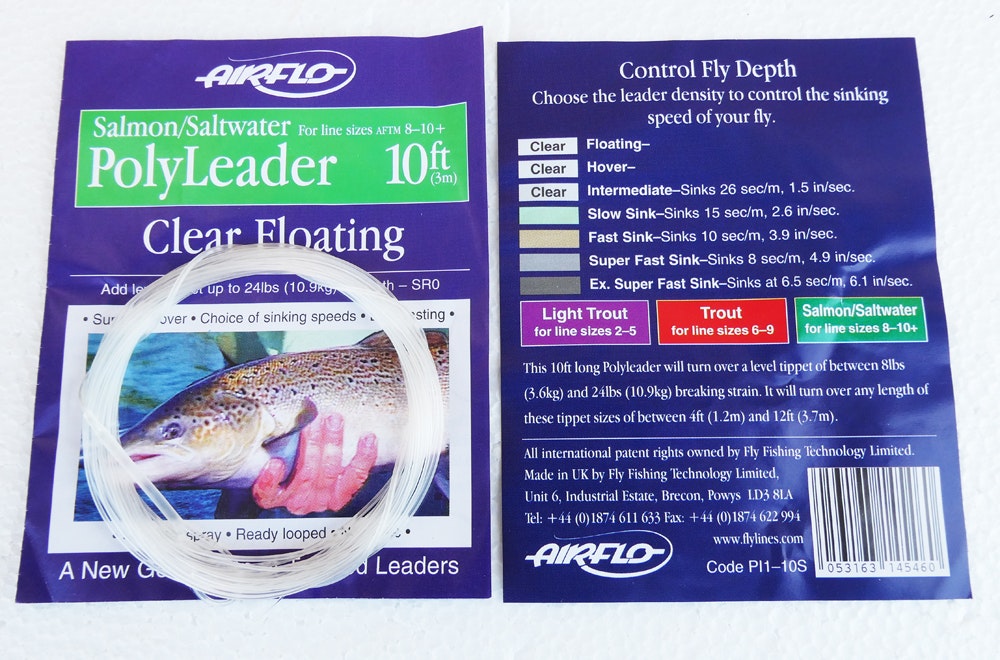 AIRFLO
Salmon/Saltwater For line sizes AFTM 8–10+
PolyLeader 10ft (3m)
Clear Floating
Add up to 24lbs (10.9kg) – SR0
• over • Choice of sinking speeds • casting •
spray • Ready looped • •
A New Leaders
Control Fly Depth
Choose the leader density to control the sinking
speed of your fly.
Clear Floating–
Clear Hover–
Clear Intermediate–Sinks 26 sec/m, 1.5 in/sec.
Slow Sink–Sinks 15 sec/m, 2.6 in/sec.
Fast Sink–Sinks 10 sec/m, 3.9 in/sec.
Super Fast Sink–Sinks 8 sec/m, 4.9 in/sec.
Ex. Super Fast Sink–Sinks at 6.5 sec/m, 6.1 in/sec.
Light Trout
for line sizes 2–5
Trout
for line sizes 6–9
Salmon/Saltwater
for line sizes 8–10+
This 10ft long Polyleader will turn over a level tippet of between 8lbs
(3.6kg) and 24lbs (10.9kg) breaking strain. It will turn over any length of
these tippet sizes of between 4ft (1.2m) and 12ft (3.7m).
All international patent rights owned by Fly Fishing Technology Limited.
Made in UK by Fly Fishing Technology Limited,
Unit 6, Industrial Estate, Brecon, Powys LD3 8LA
Tel: +44 (0)1874 611 633 Fax: +44 (0)1874 622 994
www.flylines.com
AIRFLO
Code PI1–10S
053163 145460